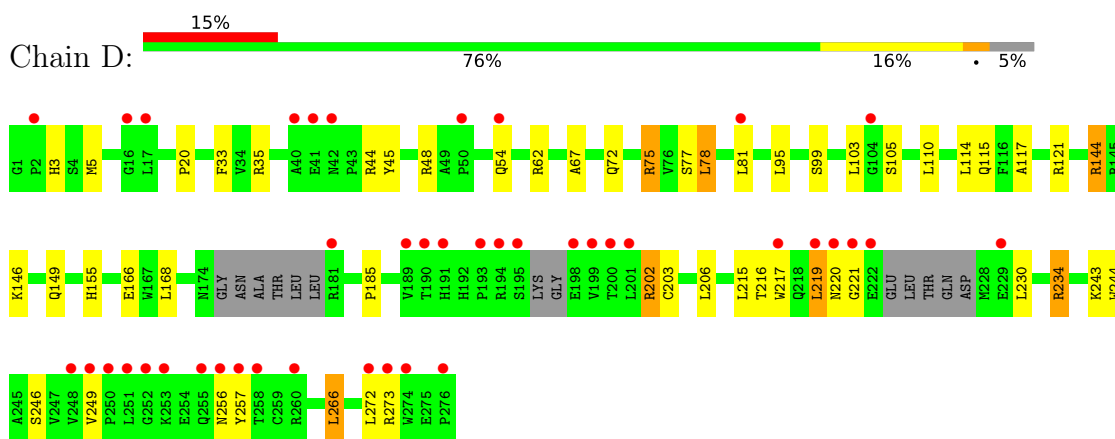 15%
Chain D:
76% 16% • 5%
G1 P2 H3 S4 M5 G16 L17 P20 F33 V34 R35 A40 E41 N42 P43 R44 Y45 R48 A49 P50 Q54 R62 A67 Q72 R75 V76 S77 L78 L81 L95 S99 L103 G104 S105 L110 L114 Q115 F116 A117 R121 R144 R145
K146 Q149 H155 E166 W167 L168 N174 GLY ASN ALA THR LEU LEU R181 P185 V189 T190 H191 H192 P193 R194 S195 LYS GLY E198 V199 T200 L201 R202 C203 L206 L215 T216 W217 Q218 L219 N220 G221 E222 GLU LEU THR GLN ASP M228 E229 L230 R234 K243 W244
A245 S246 V247 V248 V249 P250 L251 G252 K253 E254 Q255 N256 Y257 T258 C259 R260 L266 L272 R273 W274 E275 P276